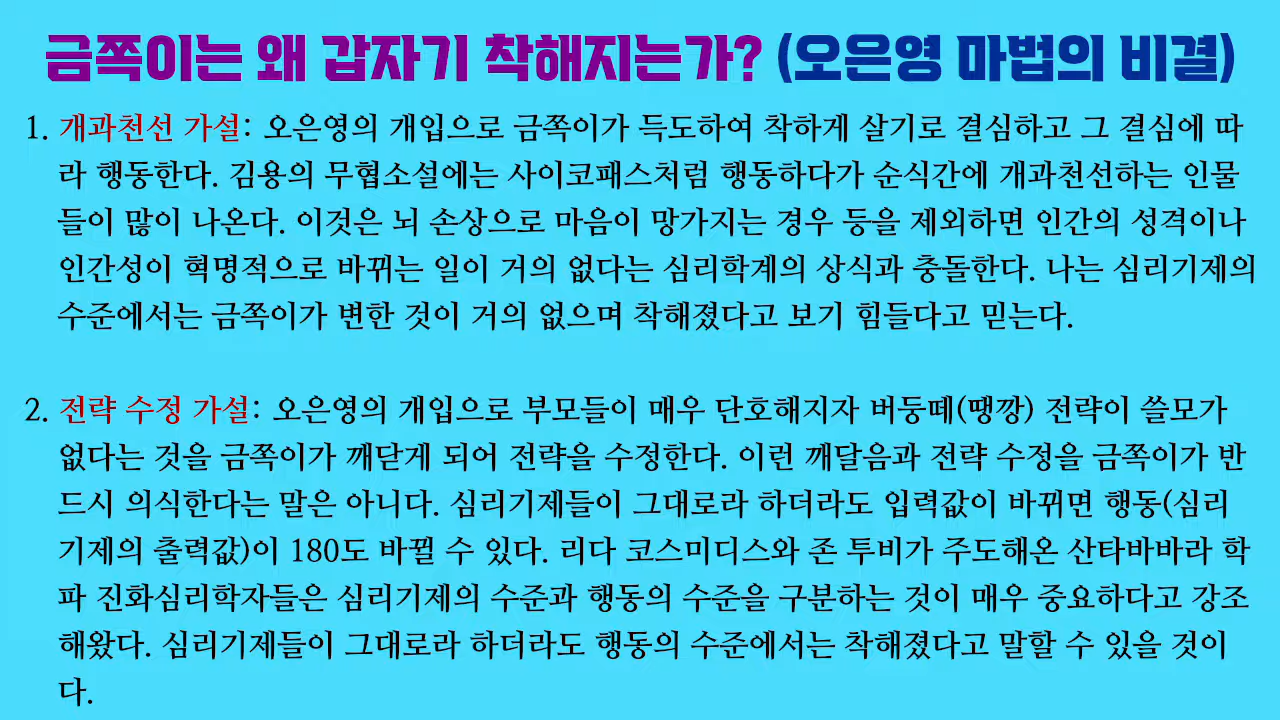 금쪽이는 왜 갑자기 착해지는가? (오은영 마법의 비결)
1. 개과천선 가설: 오은영의 개입으로 금쪽이가 득도하여 착하게 살기로 결심하고 그 결심에 따
라 행동한다. 김용의 무협소설에는 사이코패스처럼 행동하다가 순식간에 개과천선하는 인물
들이 많이 나온다. 이것은 뇌 손상으로 마음이 망가지는 경우 등을 제외하면 인간의 성격이나
인간성이 혁명적으로 바뀌는 일이 거의 없다는 심리학계의 상식과 충돌한다. 나는 심리기제의
수준에서는 금쪽이가 변한 것이 거의 없으며 착해졌다고 보기 힘들다고 믿는다.
2. 전략 수정 가설: 오은영의 개입으로 부모들이 매우 단호해지자 버둥떼(땡깡) 전략이 쓸모가
없다는 것을 금쪽이가 깨닫게 되어 전략을 수정한다. 이런 깨달음과 전략 수정을 금쪽이가 반
드시 의식한다는 말은 아니다. 심리기제들이 그대로라 하더라도 입력값이 바뀌면 행동(심리
기제의 출력값)이 180도 바뀔 수 있다. 리다 코스미디스와 존 투비가 주도해온 산타바바라 학
파 진화심리학자들은 심리기제의 수준과 행동의 수준을 구분하는 것이 매우 중요하다고 강조
해왔다. 심리기제들이 그대로라 하더라도 행동의 수준에서는 착해졌다고 말할 수 있을 것이
다.